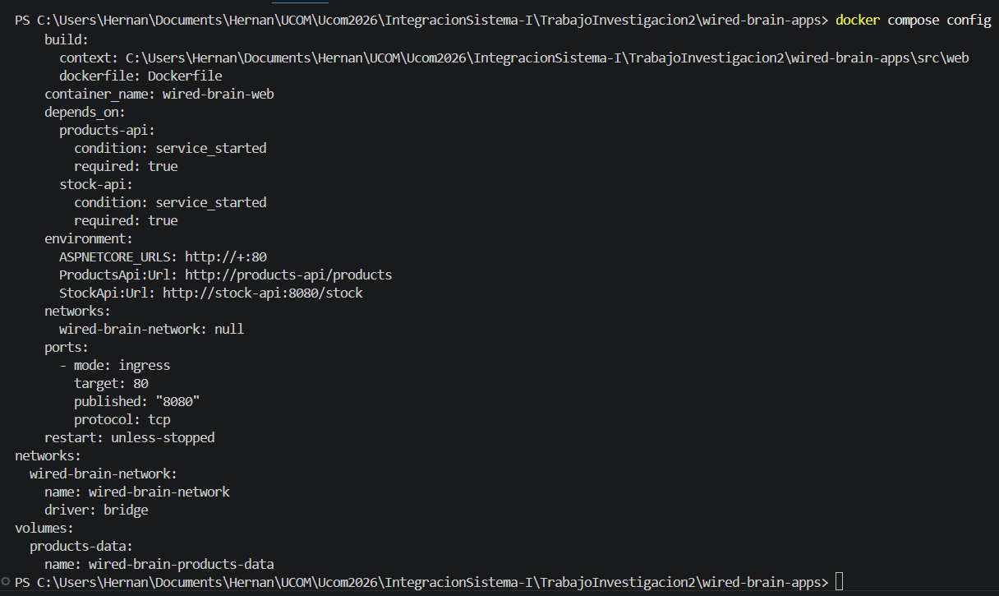 PS C:\Users\Hernan\Documents\Hernan\UCOM\Ucom2026\IntegracionSistema-I\TrabajoInvestigacion2\wired-brain-apps> docker compose config
    build:
      context: C:\Users\Hernan\Documents\Hernan\UCOM\Ucom2026\IntegracionSistema-I\TrabajoInvestigacion2\wired-brain-apps\src\web
      dockerfile: Dockerfile
    container_name: wired-brain-web
    depends_on:
      products-api:
        condition: service_started
        required: true
      stock-api:
        condition: service_started
        required: true
    environment:
      ASPNETCORE_URLS: http://+:80
      ProductsApi:Url: http://products-api/products
      StockApi:Url: http://stock-api:8080/stock
    networks:
      wired-brain-network: null
    ports:
      - mode: ingress
        target: 80
        published: "8080"
        protocol: tcp
    restart: unless-stopped
networks:
  wired-brain-network:
    name: wired-brain-network
    driver: bridge
volumes:
  products-data:
    name: wired-brain-products-data
PS C:\Users\Hernan\Documents\Hernan\UCOM\Ucom2026\IntegracionSistema-I\TrabajoInvestigacion2\wired-brain-apps>